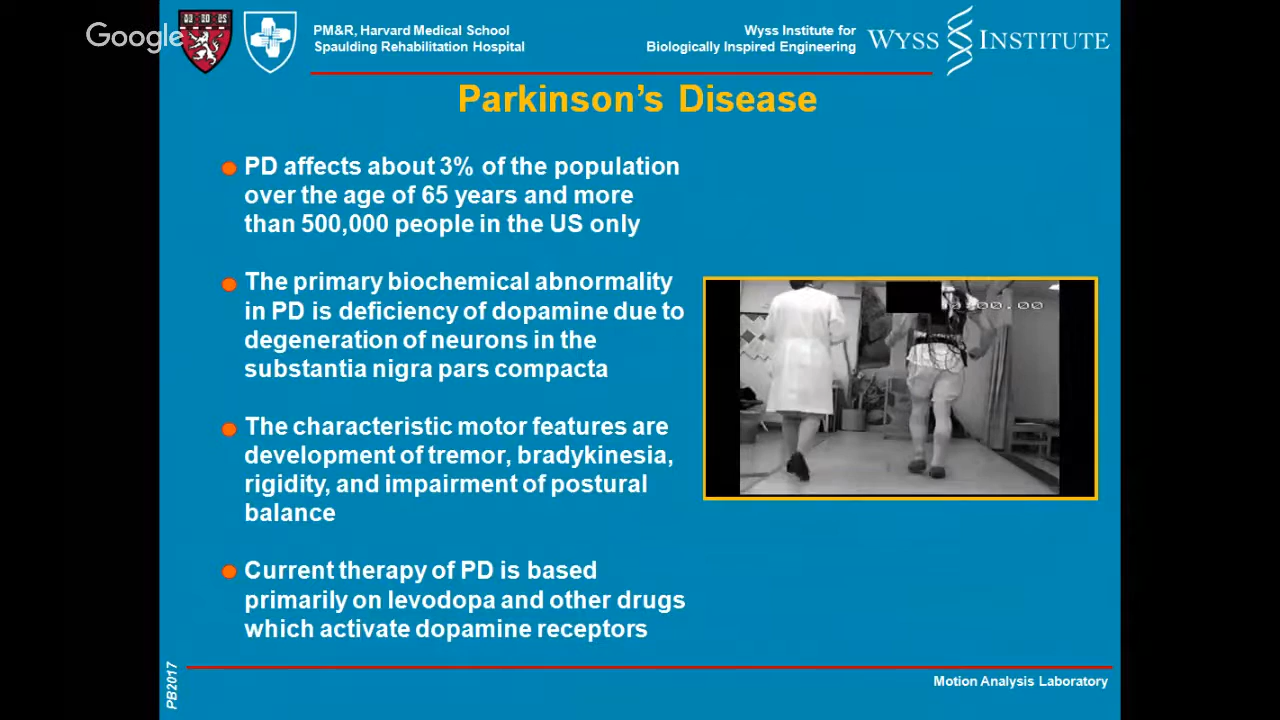 Google
PM&R, Harvard Medical School
Spaulding Rehabilitation Hospital
Wyss Institute for
Biologically Inspired Engineering
WYSS INSTITUTE
Parkinson's Disease
PD affects about 3% of the population
over the age of 65 years and more
than 500,000 people in the US only
The primary biochemical abnormality
in PD is deficiency of dopamine due to
degeneration of neurons in the
substantia nigra pars compacta
The characteristic motor features are
development of tremor, bradykinesia,
rigidity, and impairment of postural
balance
Current therapy of PD is based
primarily on levodopa and other drugs
which activate dopamine receptors
PB2017
Motion Analysis Laboratory